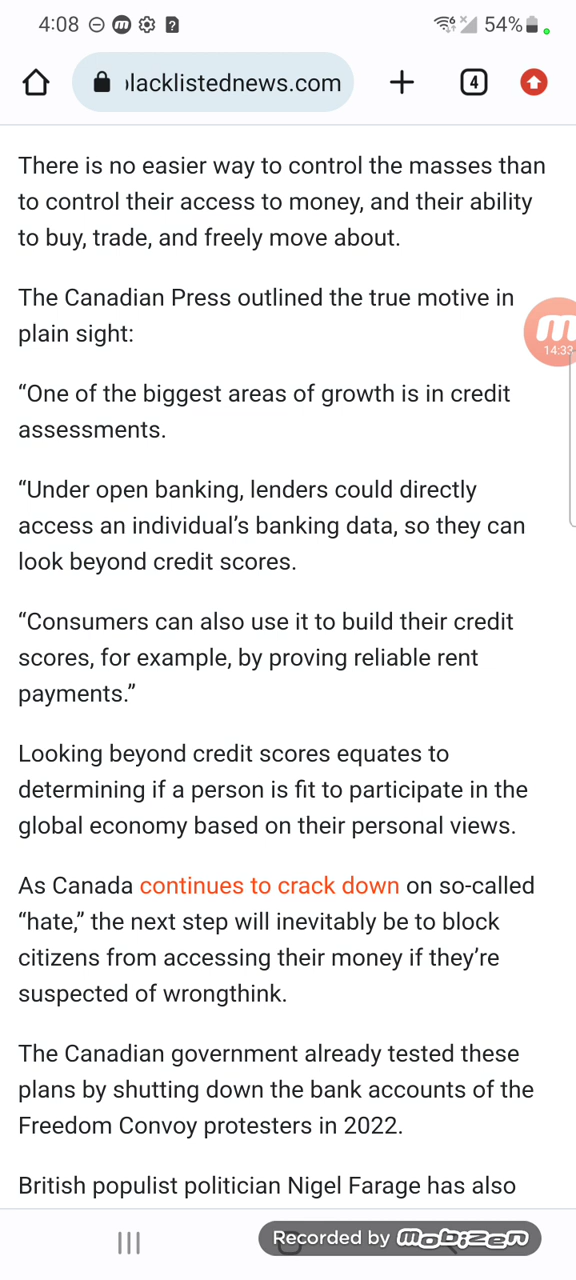 4:08
54%
lacklistednews.com
4
There is no easier way to control the masses than
to control their access to money, and their ability
to buy, trade, and freely move about.
The Canadian Press outlined the true motive in
plain sight:
14:33
“One of the biggest areas of growth is in credit
assessments.
“Under open banking, lenders could directly
access an individual’s banking data, so they can
look beyond credit scores.
“Consumers can also use it to build their credit
scores, for example, by proving reliable rent
payments.”
Looking beyond credit scores equates to
determining if a person is fit to participate in the
global economy based on their personal views.
As Canada continues to crack down on so-called
“hate,” the next step will inevitably be to block
citizens from accessing their money if they’re
suspected of wrongthink.
The Canadian government already tested these
plans by shutting down the bank accounts of the
Freedom Convoy protesters in 2022.
British populist politician Nigel Farage has also
Recorded by mobizen